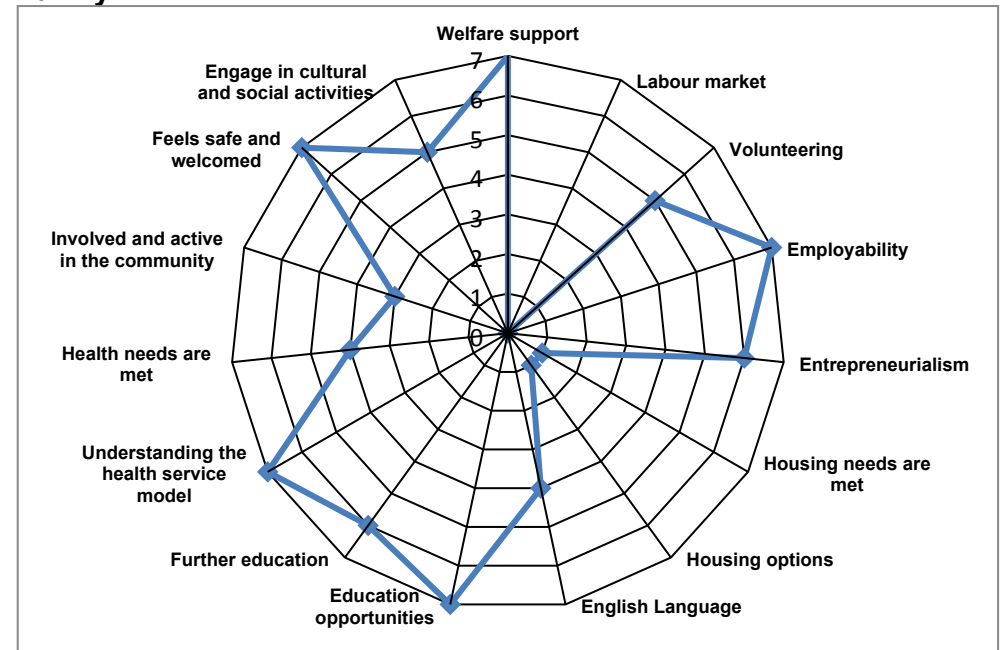 Welfare support
Labour market
Volunteering
Employability
Entrepreneurialism
Housing needs are
met
Housing options
English Language
Education
opportunities
Further education
Understanding the
health service
model
Health needs are
met
Involved and active
in the community
Feels safe and
welcomed
Engage in cultural
and social activities
7
6
5
4
3
2
1
0